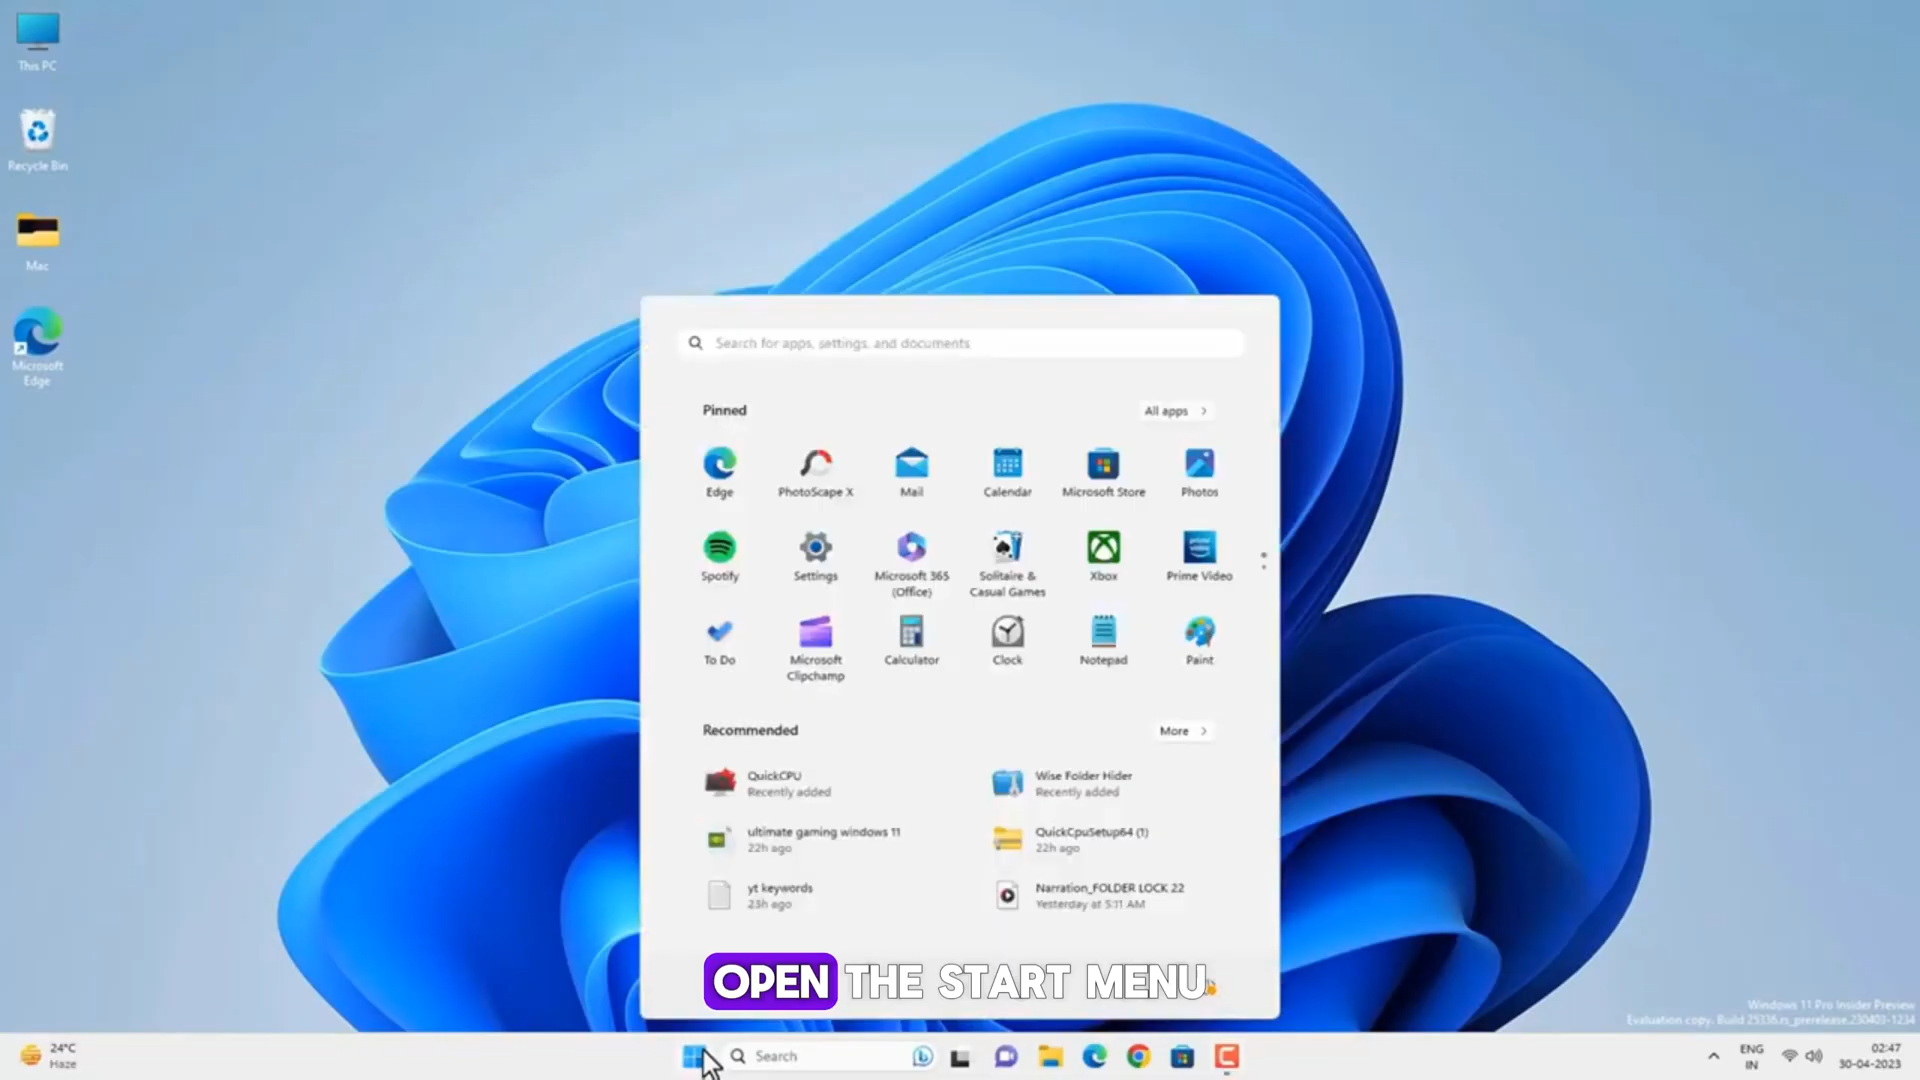 This PC
Recycle Bin
Mac
Microsoft
Edge
Search for apps, settings, and documents
Pinned
All apps
Edge
PhotoScape X
Mail
Calendar
Microsoft Store
Photos
Spotify
Settings
Microsoft 365
(Office)
Solitaire &
Casual Games
Xbox
prime video
Prime Video
To Do
Microsoft
Clipchamp
Calculator
Clock
Notepad
Paint
Recommended
More
QuickCPU
Recently added
Wise Folder Hider
Recently added
ultimate gaming windows 11
22h ago
QuickCpuSetup64 (1)
22h ago
yt keywords
23h ago
Narration_FOLDER LOCK 22
Yesterday at 5:11 AM
OPEN THE START MENU
Windows 11 Pro Insider Preview
Evaluation copy. Build 25336.rs_prerelease.230403-1234
24°C
Haze
Search
ENG
IN
02:47
30-04-2023